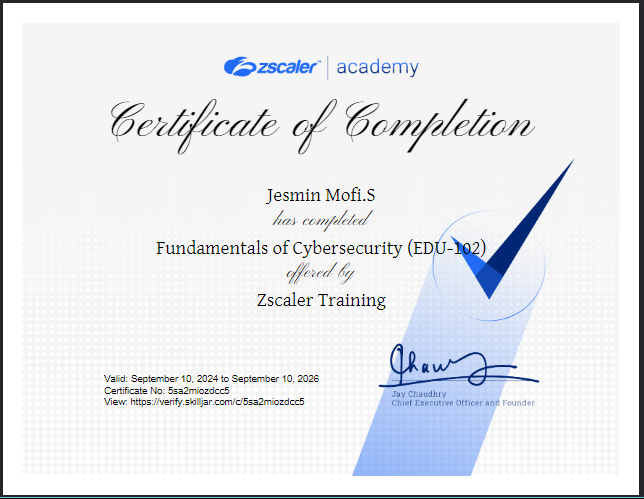 zscaler™ | academy
Certificate of Completion
Jesmin Mofi.S
has completed
Fundamentals of Cybersecurity (EDU-102)
offered by
Zscaler Training
Valid: September 10, 2024 to September 10, 2026
Certificate No: 5sa2miozdcc5
View: https://verify.skilljar.com/c/5sa2miozdcc5
Jay Chaudhry
Chief Executive Officer and Founder